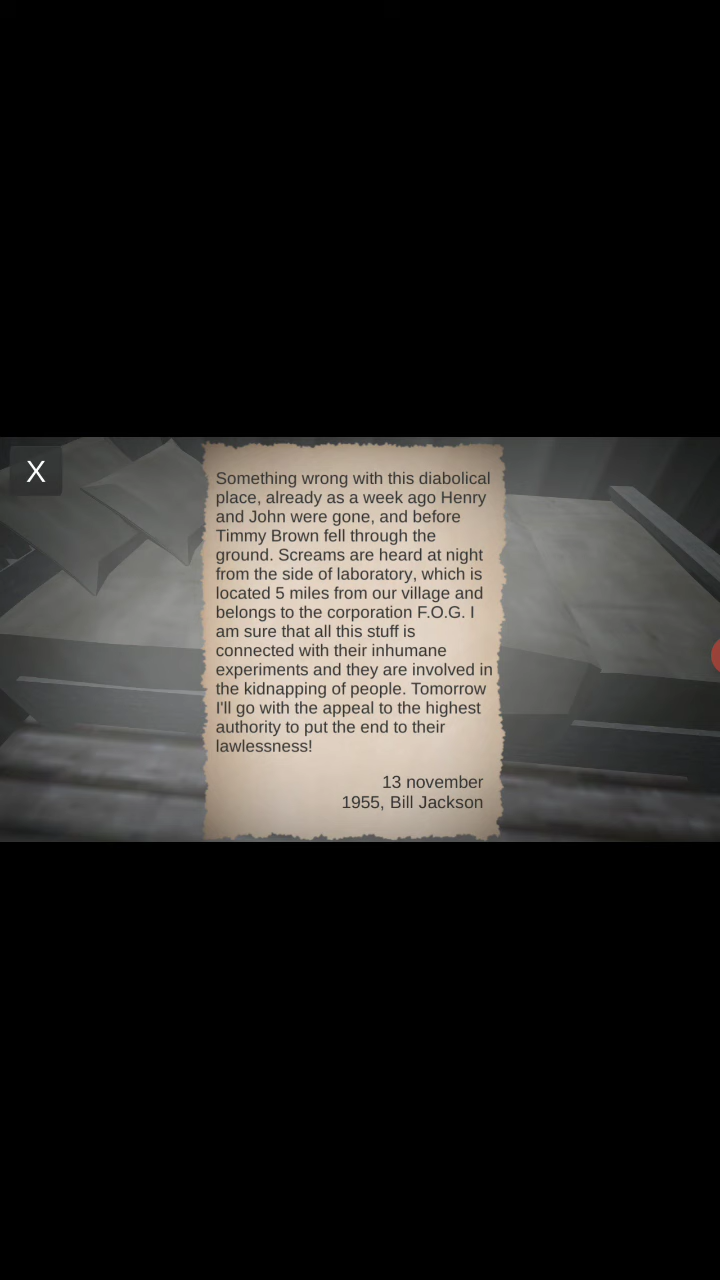 X
Something wrong with this diabolical
place, already as a week ago Henry
and John were gone, and before
Timmy Brown fell through the
ground. Screams are heard at night
from the side of laboratory, which is
located 5 miles from our village and
belongs to the corporation F.O.G. I
am sure that all this stuff is
connected with their inhumane
experiments and they are involved in
the kidnapping of people. Tomorrow
I'll go with the appeal to the highest
authority to put the end to their
lawlessness!
13 november
1955, Bill Jackson